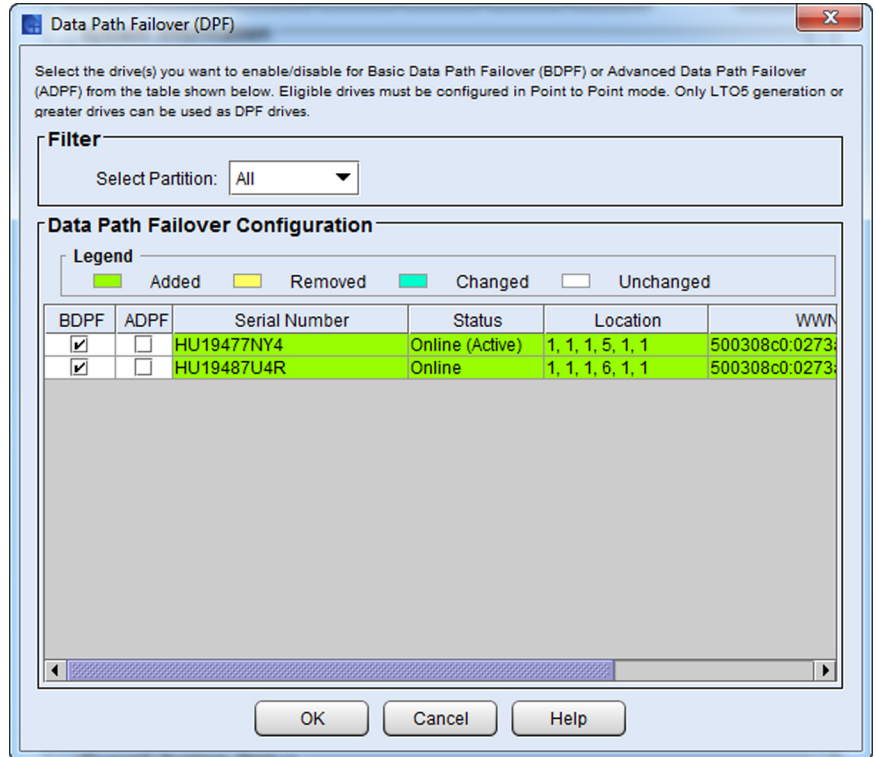 Data Path Failover (DPF)
Select the drive(s) you want to enable/disable for Basic Data Path Failover (BDPF) or Advanced Data Path Failover
(ADPF) from the table shown below. Eligible drives must be configured in Point to Point mode. Only LTO5 generation or
greater drives can be used as DPF drives.
Filter
Select Partition: All
Data Path Failover Configuration
Legend
Added Removed Changed Unchanged
BDPF ADPF Serial Number Status Location WWN
HU19477NY4 Online (Active) 1, 1, 1, 5, 1, 1 500308c0:0273
HU19487U4R Online 1, 1, 1, 6, 1, 1 500308c0:0273
OK Cancel Help